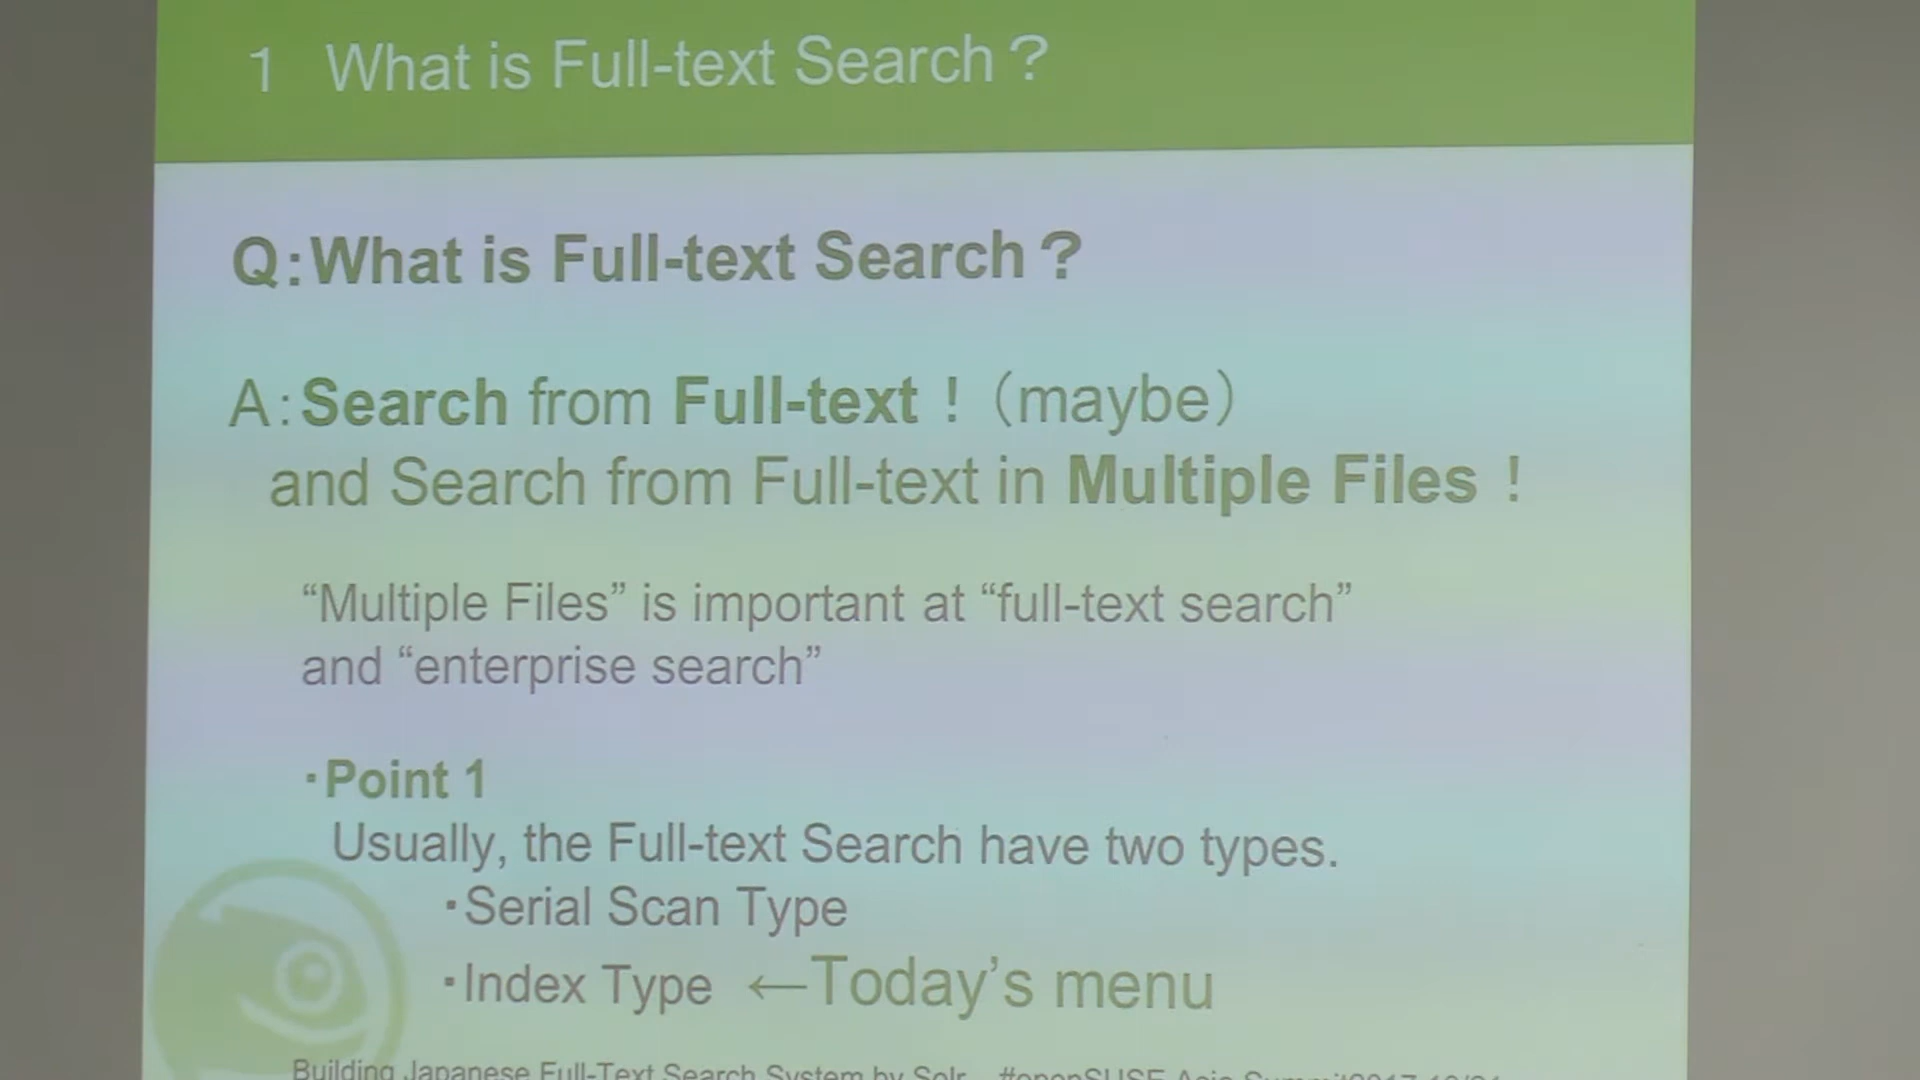 1 What is Full-text Search？
Q:What is Full-text Search？
A:Search from Full-text！（maybe）
and Search from Full-text in Multiple Files！
“Multiple Files” is important at “full-text search”
and “enterprise search”
・Point 1
Usually, the Full-text Search have two types.
・Serial Scan Type
・Index Type ←Today’s menu
Building Japanese Full-Text Search System by Solr #openSUSE Asia Summit2017 10/21